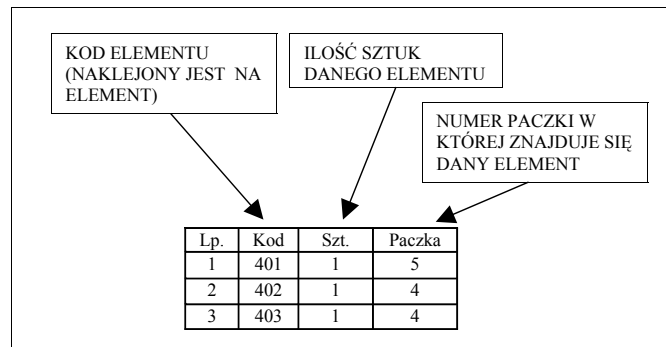 KOD ELEMENTU
(NAKLEJONY JEST NA
ELEMENT)
ILOŚĆ SZTUK
DANEGO ELEMENTU
NUMER PACZKI W
KTÓREJ ZNAJDUJE SIĘ
DANY ELEMENT
Lp. Kod Szt. Paczka
1 401 1 5
2 402 1 4
3 403 1 4